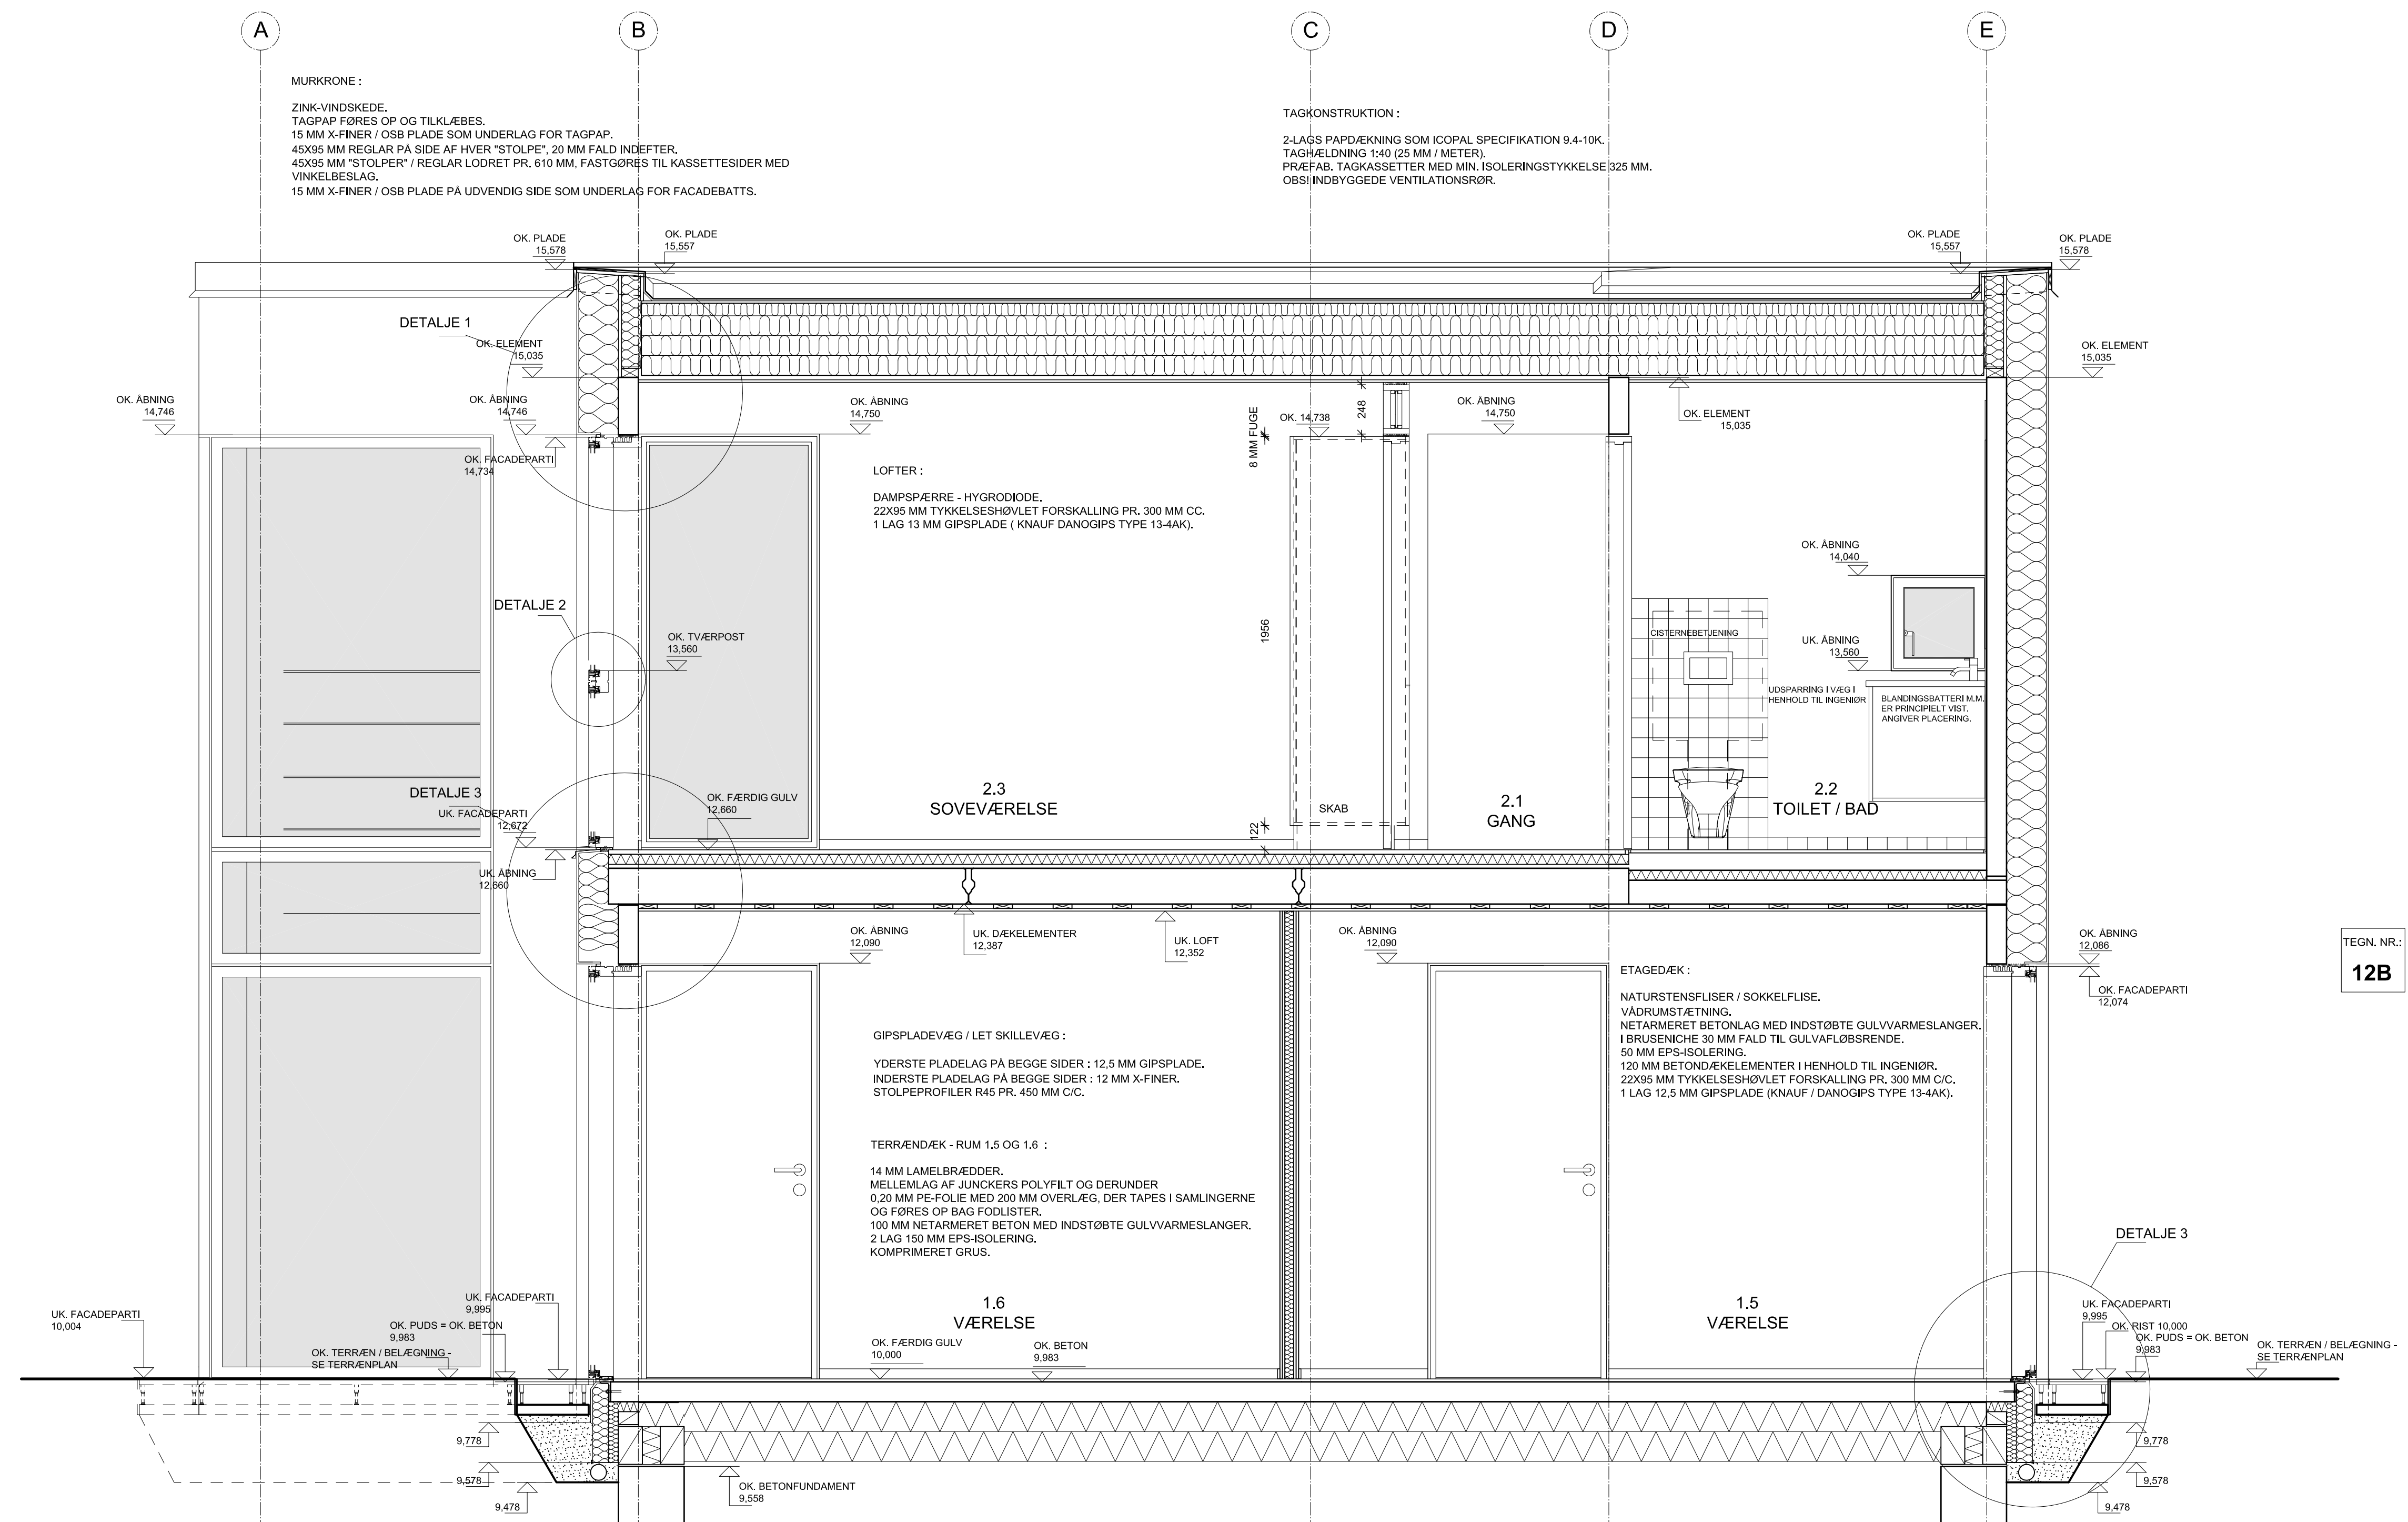 A
B
C
D
E
MURKRONE :
ZINK-VINDSKEDE.
TAGPAP FØRES OP OG TILKLÆBES.
15 MM X-FINER / OSB PLADE SOM UNDERLAG FOR TAGPAP.
45X95 MM REGLAR PÅ SIDE AF HVER "STOLPE", 20 MM FALD INDEFTER.
45X95 MM "STOLPER" / REGLAR LODRET PR. 610 MM, FASTGØRES TIL KASSETTESIDER MED
VINKELBESLAG.
15 MM X-FINER / OSB PLADE PÅ UDVENDIG SIDE SOM UNDERLAG FOR FACADEBATTS.
TAGKONSTRUKTION :
2-LAGS PAPDÆKNING SOM ICOPAL SPECIFIKATION 9.4-10K.
TAGHÆLDNING 1:40 (25 MM / METER).
PRÆFAB. TAGKASSETTER MED MIN. ISOLERINGSTYKKELSE 325 MM.
OBS! INDBYGGEDE VENTILATIONSRØR.
OK. PLADE
15,578
OK. PLADE
15,557
OK. PLADE
15,557
OK. PLADE
15,578
DETALJE 1
OK. ELEMENT
15,035
OK. ELEMENT
15,035
OK. ÅBNING
14,746
OK. ÅBNING
14,746
OK. ÅBNING
14,750
8 MM FUGE
OK. 14,738
248
OK. ÅBNING
14,750
OK. ELEMENT
15,035
OK. FACADEPARTI
14,734
LOFTER :
DAMPSPÆRRE - HYGRODIODE.
22X95 MM TYKKELSESHØVLET FORSKALLING PR. 300 MM CC.
1 LAG 13 MM GIPSPLADE ( KNAUF DANOGIPS TYPE 13-4AK).
OK. ÅBNING
14,040
DETALJE 2
OK. TVÆRPOST
13,560
1956
CISTERNEBETJENING
UK. ÅBNING
13,560
UDSPARRING I VÆG I
HENHOLD TIL INGENIØR
BLANDINGSBATTERI M.M.
ER PRINCIPIELT VIST.
ANGIVER PLACERING.
DETALJE 3
UK. FACADEPARTI
12,672
OK. FÆRDIG GULV
12,660
2.3
SOVEVÆRELSE
SKAB
122
2.1
GANG
2.2
TOILET / BAD
UK. ÅBNING
12,660
OK. ÅBNING
12,090
UK. DÆKELEMENTER
12,387
UK. LOFT
12,352
OK. ÅBNING
12,090
OK. ÅBNING
12,086
OK. FACADEPARTI
12,074
TEGN. NR.:
12B
ETAGEDÆK :
NATURSTENSFLISER / SOKKELFLISE.
VÅDRUMSTÆTNING.
NETARMERET BETONLAG MED INDSTØBTE GULVVARMESLANGER.
I BRUSENICHE 30 MM FALD TIL GULVAFLØBSRENDE.
50 MM EPS-ISOLERING.
120 MM BETONDÆKELEMENTER I HENHOLD TIL INGENIØR.
22X95 MM TYKKELSESHØVLET FORSKALLING PR. 300 MM C/C.
1 LAG 12,5 MM GIPSPLADE (KNAUF / DANOGIPS TYPE 13-4AK).
GIPSPLADEVÆG / LET SKILLEVÆG :
YDERSTE PLADELAG PÅ BEGGE SIDER : 12,5 MM GIPSPLADE.
INDERSTE PLADELAG PÅ BEGGE SIDER : 12 MM X-FINER.
STOLPEPROFILER R45 PR. 450 MM C/C.
TERRÆNDÆK - RUM 1.5 OG 1.6 :
14 MM LAMELBRÆDDER.
MELLEMLAG AF JUNCKERS POLYFILT OG DERUNDER
0,20 MM PE-FOLIE MED 200 MM OVERLÆG, DER TAPES I SAMLINGERNE
OG FØRES OP BAG FODLISTER.
100 MM NETARMERET BETON MED INDSTØBTE GULVVARMESLANGER.
2 LAG 150 MM EPS-ISOLERING.
KOMPRIMERET GRUS.
DETALJE 3
UK. FACADEPARTI
10,004
UK. FACADEPARTI
9,995
OK. PUDS = OK. BETON
9,983
OK. TERRÆN / BELÆGNING -
SE TERRÆNPLAN
1.6
VÆRELSE
OK. FÆRDIG GULV
10,000
OK. BETON
9,983
1.5
VÆRELSE
UK. FACADEPARTI
9,995
OK. RIST 10,000
OK. PUDS = OK. BETON
9,983
OK. TERRÆN / BELÆGNING -
SE TERRÆNPLAN
9,778
9,578
9,478
OK. BETONFUNDAMENT
9,558
9,778
9,578
9,478